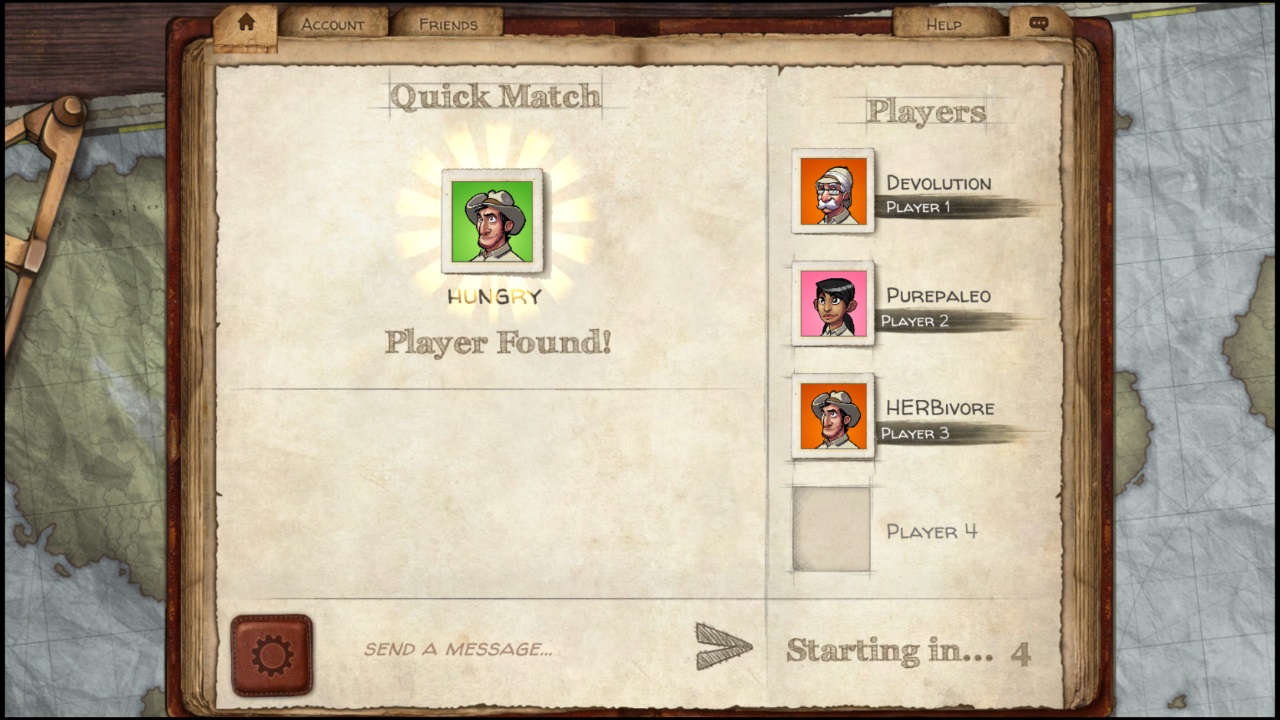 Account
Friends
Help
Quick Match
HUNGRY
Player Found!
Players
Devolution
Player 1
Purepaleo
Player 2
HERBivore
Player 3
Player 4
Send a message...
Starting in... 4